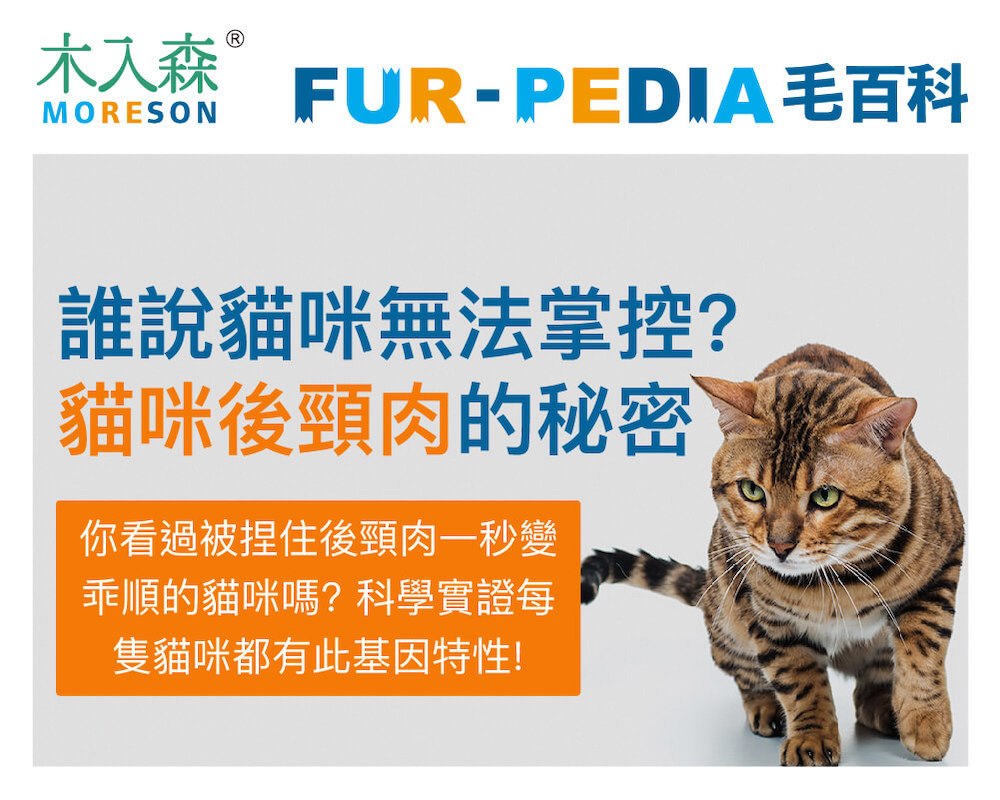 木入森®
MORESON
FUR-PEDIA毛百科
誰說貓咪無法掌控?
貓咪後頸肉的秘密
你看過被捏住後頸肉一秒變
乖順的貓咪嗎? 科學實證每
隻貓咪都有此基因特性!